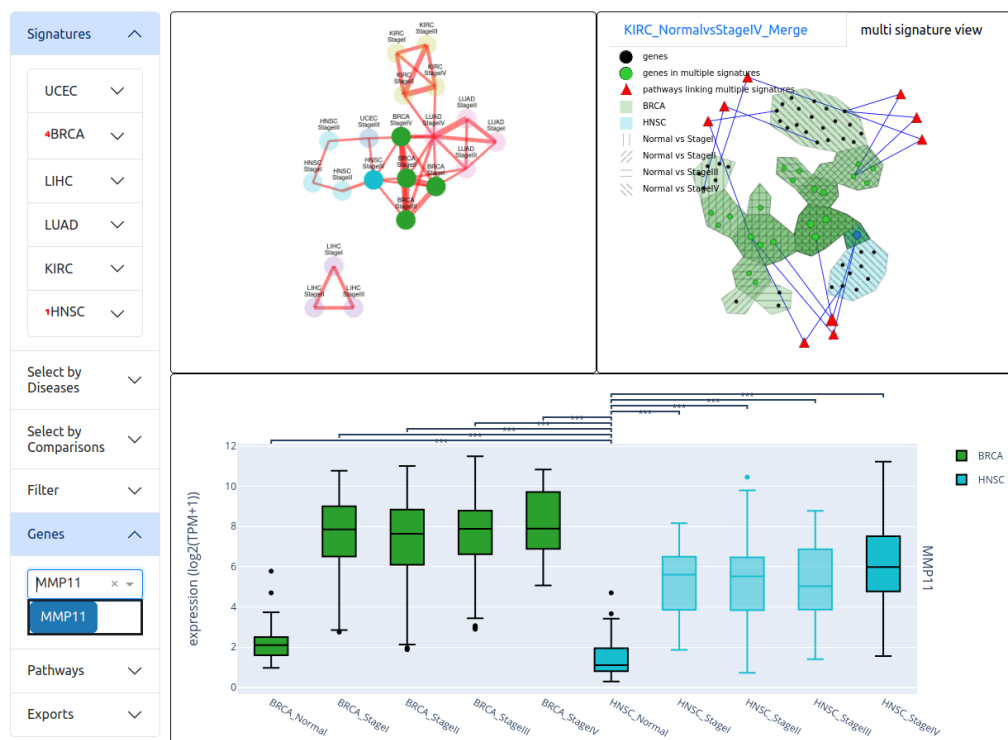 Signatures
UCEC
4BRCA
LIHC
LUAD
KIRC
1HNSC
Select by
Diseases
Select by
Comparisons
Filter
Genes
MMP11
MMP11
Pathways
Exports
KIRC
StageI
KIRC
StageIII
KIRC
StageII
KIRC
StageIV
LUAD
StageII
HNSC
StageIII
UCEC
StageIII
BRCA
StageIV
LUAD
StageIV
LUAD
StageI
HNSC
StageI
HNSC
StageII
HNSC
StageIV
BRCA
StageI
BRCA
LUAD
StageIII
BRCA
StageIII
LIHC
StageI
LIHC
StageII
LIHC
StageIII
KIRC_NormalvsStageIV_Merge
multi signature view
genes
genes in multiple signatures
pathways linking multiple signatures
BRCA
HNSC
Normal vs StageI
Normal vs StageII
Normal vs StageIII
Normal vs StageIV
***
***
***
***
***
***
***
***
***
expression (log2(TPM+1))
12
10
8
6
4
2
0
BRCA_Normal
BRCA_StageI
BRCA_StageII
BRCA_StageIII
BRCA_StageIV
HNSC_Normal
HNSC_StageI
HNSC_StageII
HNSC_StageIII
HNSC_StageIV
MMP11
BRCA
HNSC